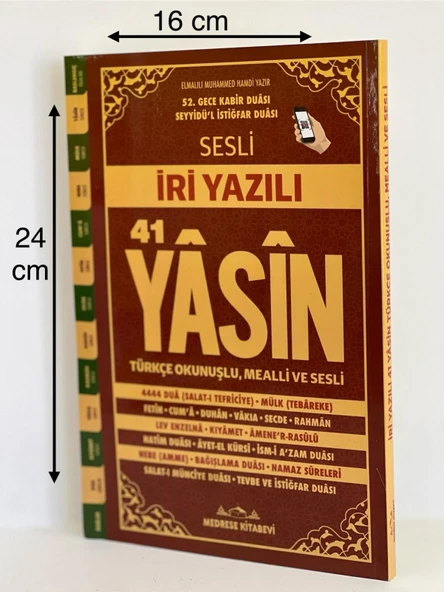 16 cm
24
cm
ELMALILI MUHAMMED HAMDİ YAZIR
52. GECE KABİR DUÂSI
SEYYİDÜ'L İSTİĞFAR DUÂSI
SESLİ
İRİ YAZILI
41
YÂSÎN
TÜRKÇE OKUNUŞLU, MEALLİ VE SESLİ
4444 DUÂ (SALAT-I TEFRİCİYE) • MÜLK (TEBÂREKE)
FETİH • CUM'Â • DUHÂN • VÂKIA • SECDE • RAHMÂN
LEV ENZELNÂ • KIYÂMET • ÂMENE'R-RASÛLÜ
HATİM DUÂSI • ÂYET-EL KÜRSÎ • İSM-İ A'ZAM DUÂSI
NEBE (AMME) • BAĞIŞLAMA DUÂSI • NAMAZ SÛRELERİ
SALAT-I MÜNCİYE DUÂSI • TEVBE VE İSTİĞFAR DUÂSI
MEDRESE KİTABEVİ
İRİ YAZILI 41 YÂSÎN TÜRKÇE OKUNUŞLU, MEALLİ VE SESLİ